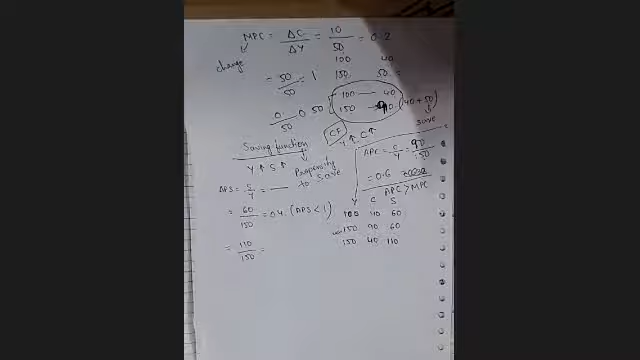 MPC = ΔC / ΔY = 10 / 50 = 0.2
change
100 40
= 50 / 50 = 1 150 50
100 — 40
0 / 50 0 50 150 → 90 (40+50)
save
CF Y↑ C↑
Saving function
Y↑ S↑ Propensity to save
APC = C / Y = 90 / 150
= 0.6
APC > MPC
APS = S / Y = —
= 60 / 150 = 0.4 (APS < 1)
= 110 / 150 =
Y C S
100 40 60
150 90 60
150 40 110